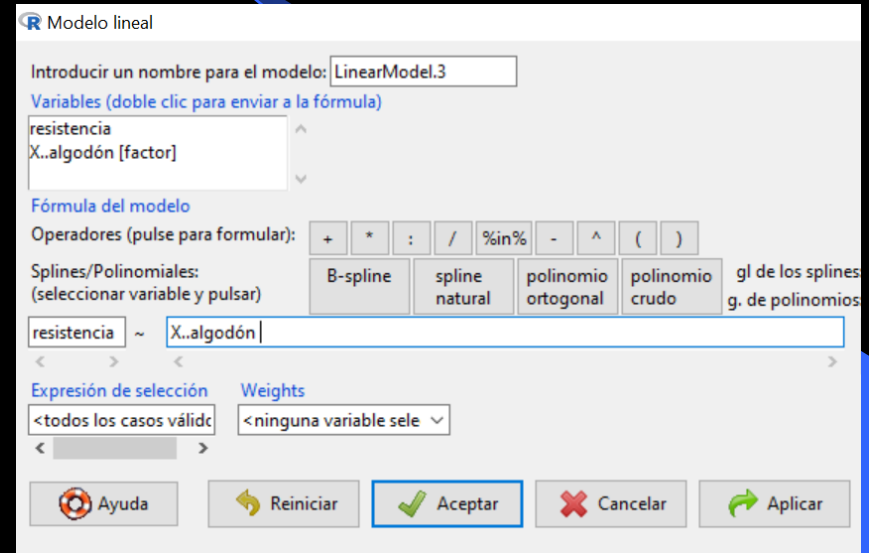 Modelo lineal
Introducir un nombre para el modelo: LinearModel.3
Variables (doble clic para enviar a la fórmula)
resistencia
X..algodón [factor]
Fórmula del modelo
Operadores (pulse para formular): + * : / %in% - ^ ( )
Splines/Polinomiales:
(seleccionar variable y pulsar)
B-spline
spline
natural
polinomio
ortogonal
polinomio
crudo
gl de los splines:
g. de polinomios:
resistencia ~ X..algodón
Expresión de selección Weights
<todos los casos válido <ninguna variable sele
Ayuda Reiniciar Aceptar Cancelar Aplicar